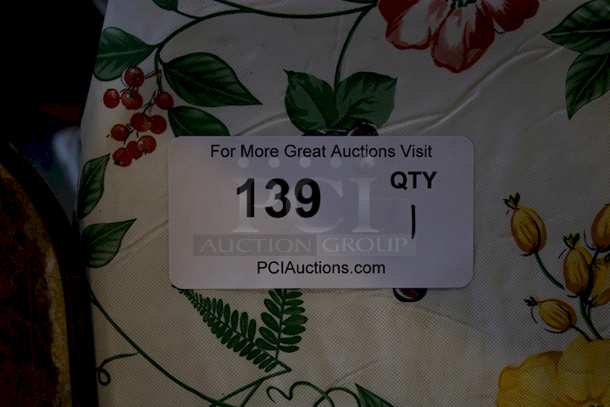 For More Great Auctions Visit
139
QTY
1
PCI
AUCTION GROUP
PCIAuctions.com